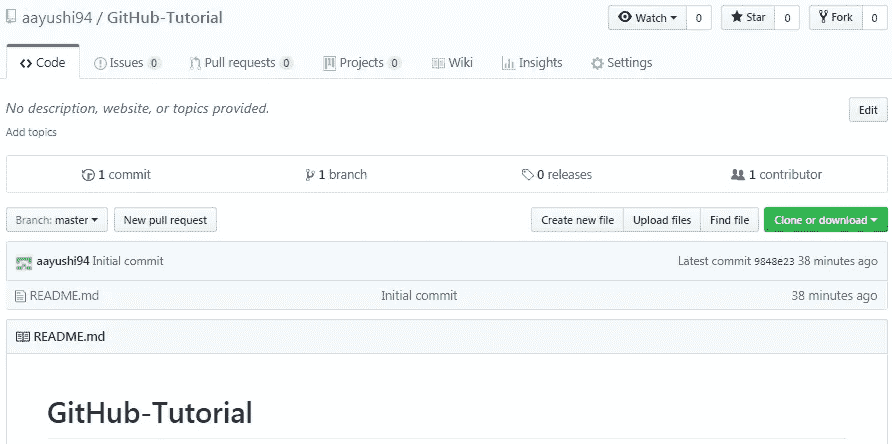 aayushi94 / GitHub-Tutorial Watch 0 Star 0 Fork 0
Code Issues 0 Pull requests 0 Projects 0 Wiki Insights Settings
No description, website, or topics provided. Edit
Add topics
1 commit 1 branch 0 releases 1 contributor
Branch: master New pull request Create new file Upload files Find file Clone or download
aayushi94 Initial commit Latest commit 9848e23 38 minutes ago
README.md Initial commit 38 minutes ago
README.md
GitHub-Tutorial